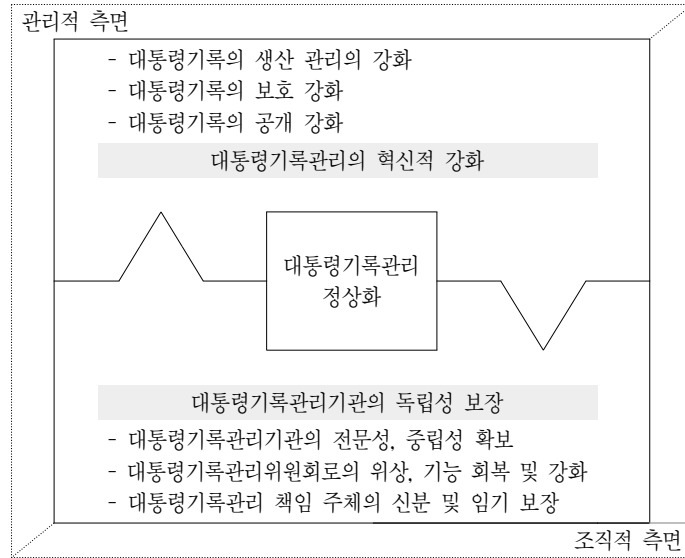 관리적 측면
- 대통령기록의 생산 관리의 강화
- 대통령기록의 보호 강화
- 대통령기록의 공개 강화
대통령기록관리의 혁신적 강화
대통령기록관리
정상화
대통령기록관리기관의 독립성 보장
- 대통령기록관리기관의 전문성, 중립성 확보
- 대통령기록관리위원회로의 위상, 기능 회복 및 강화
- 대통령기록관리 책임 주체의 신분 및 임기 보장
조직적 측면